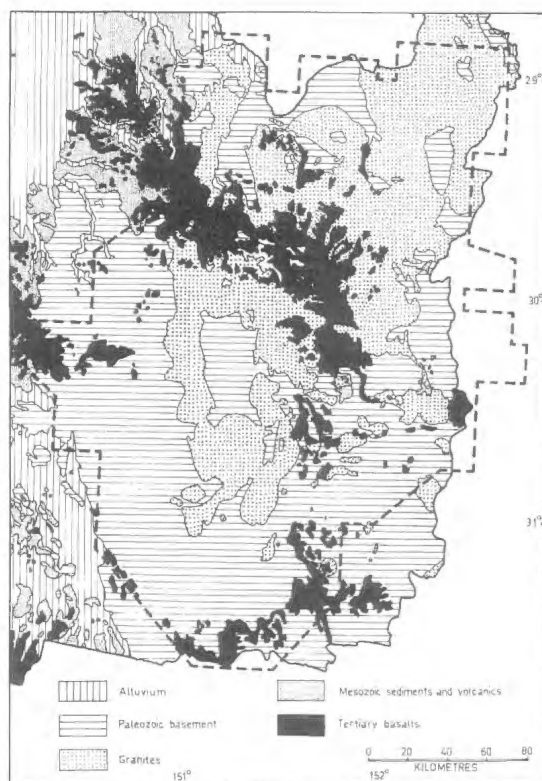 29°
30°
31°
Alluvium
Mesozoic sediments and volcanics
Paleozoic basement
Tertiary basalts
Granites
0 20 40 60 80
KILOMETRES
151° 152°